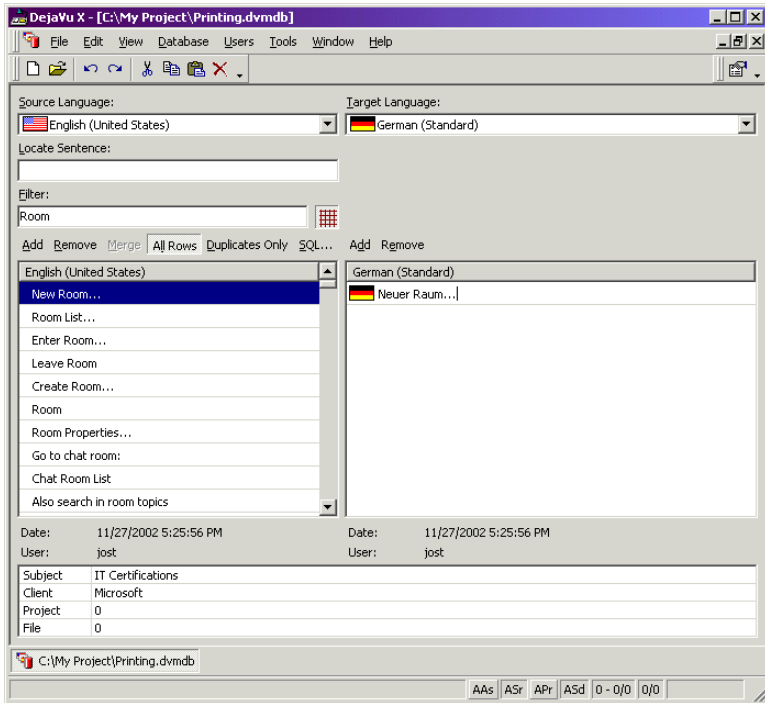 DejaVu X - [C:\My Project\Printing.dvmdb]
File Edit View Database Users Tools Window Help
Source Language: Target Language:
English (United States) German (Standard)
Locate Sentence:
Filter:
Room
Add Remove Merge All Rows Duplicates Only SQL... Add Remove
English (United States) German (Standard)
New Room... Neuer Raum...
Room List...
Enter Room...
Leave Room
Create Room...
Room
Room Properties...
Go to chat room:
Chat Room List
Also search in room topics
Date: 11/27/2002 5:25:56 PM Date: 11/27/2002 5:25:56 PM
User: jost User: jost
Subject IT Certifications
Client Microsoft
Project 0
File 0
C:\My Project\Printing.dvmdb
AAs ASr APr ASd 0 - 0/0 0/0